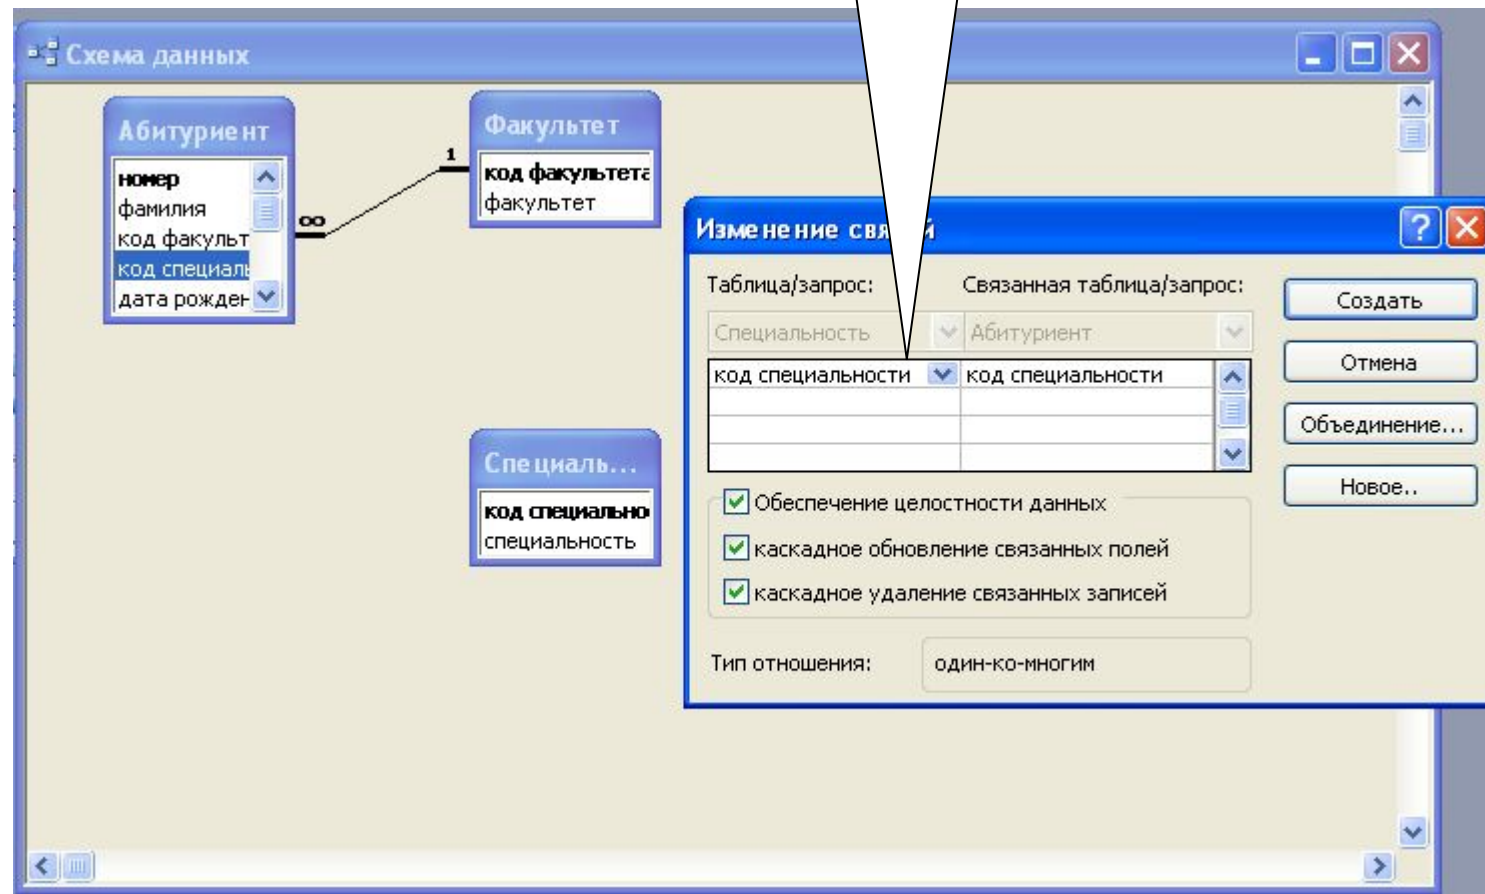 Схема данных
Абитуриент
номер
фамилия
код факульт
код специаль
дата рожден
∞
1
Факультет
код факультета
факультет
Специаль...
код специально
специальность
Изменение связей
Таблица/запрос: Связанная таблица/запрос:
Специальность Абитуриент
код специальности код специальности
Обеспечение целостности данных
каскадное обновление связанных полей
каскадное удаление связанных записей
Тип отношения: один-ко-многим
Создать
Отмена
Объединение...
Новое..